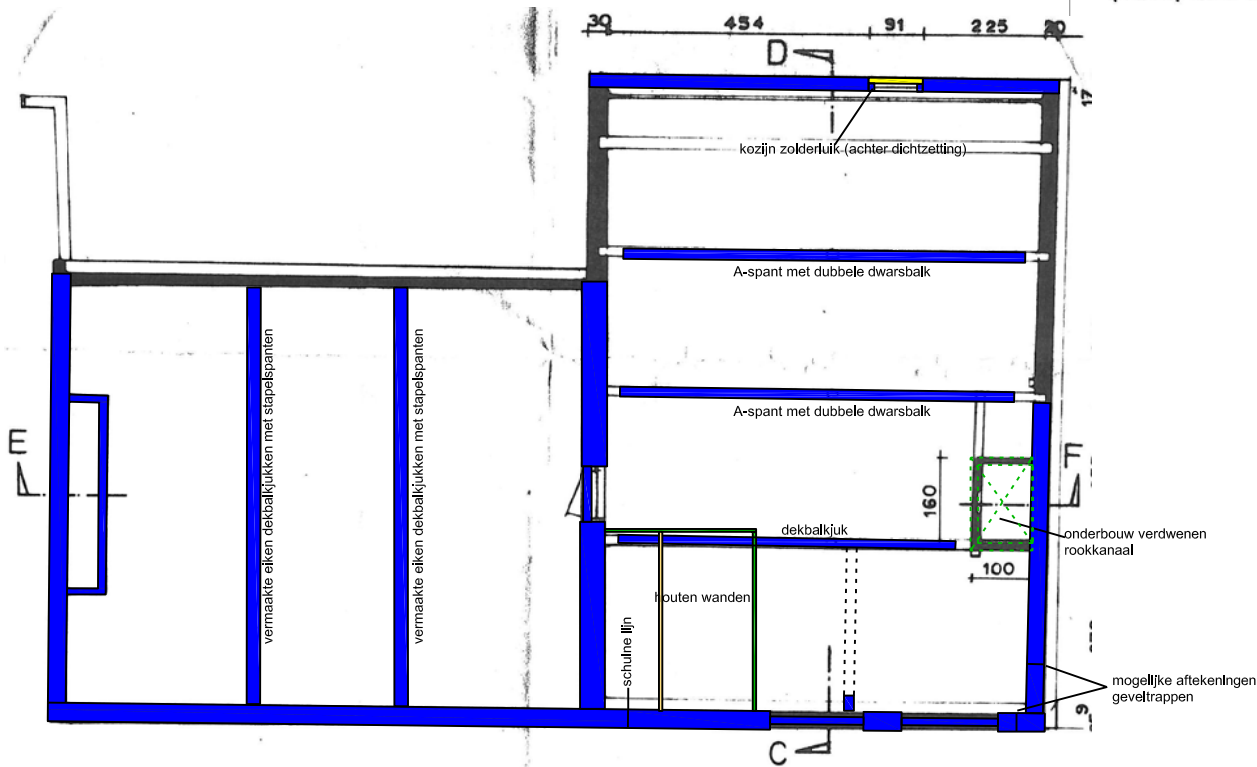 30 454 91 225 20
D
17
kozijn zolderluik (achter dichtzetting)
A-spant met dubbele dwarsbalk
vermaakte eiken dekbalkjukken met stapelspanten
vermaakte eiken dekbalkjukken met stapelspanten
A-spant met dubbele dwarsbalk
E
F
160
dekbalkjuk
onderbouw verdwenen
rookkanaal
100
houten wanden
schuine lijn
mogelijke aftekeningen
geveltrappen
9
C